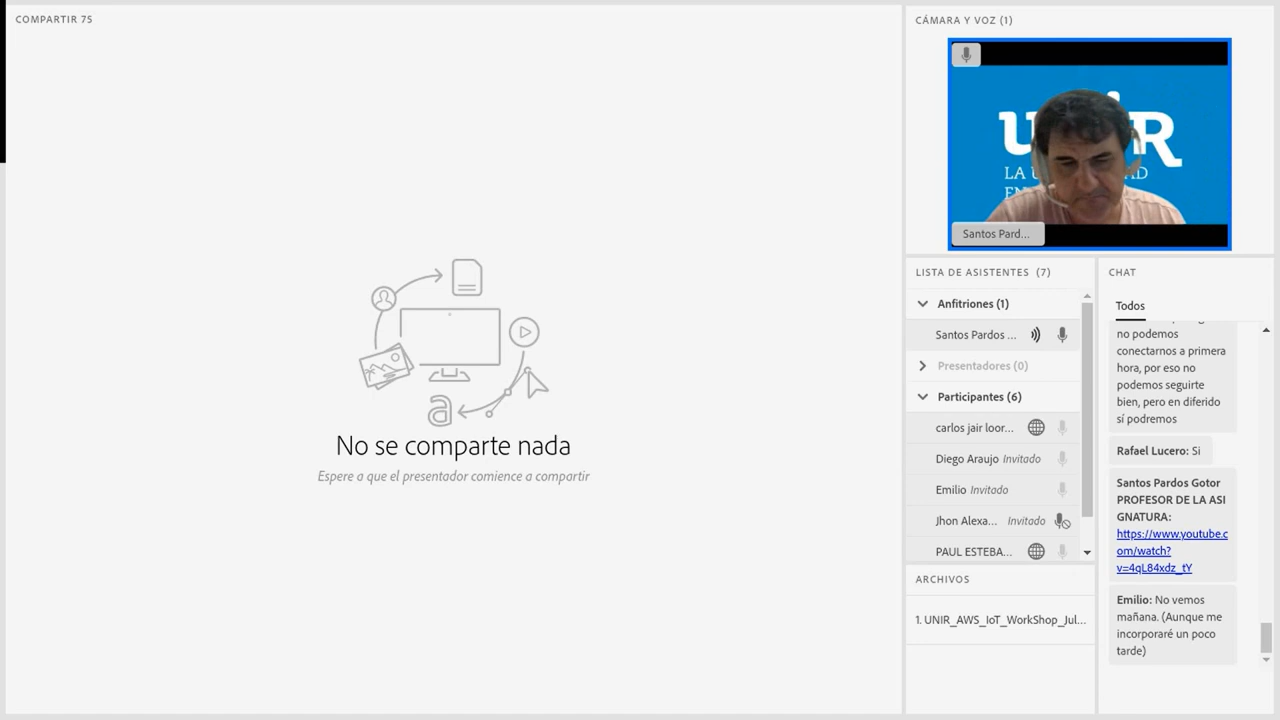 COMPARTIR 75
No se comparte nada
Espere a que el presentador comience a compartir
CÁMARA Y VOZ (1)
Santos Pard...
LISTA DE ASISTENTES (7)
Anfitriones (1)
Santos Pardos ...
Presentadores (0)
Participantes (6)
carlos jair loor...
Diego Araujo Invitado
Emilio Invitado
Jhon Alexa... Invitado
PAUL ESTEBA...
ARCHIVOS
1. UNIR_AWS_IoT_WorkShop_Jul...
CHAT
Todos
no podemos
conectarnos a primera
hora, por eso no
podemos seguirte
bien, pero en diferido
sí podremos
Rafael Lucero: Si
Santos Pardos Gotor
PROFESOR DE LA ASI
GNATURA:
https://www.youtube.c
om/watch?
v=4qL84xdz_tY
Emilio: No vemos
mañana. (Aunque me
incorporaré un poco
tarde)